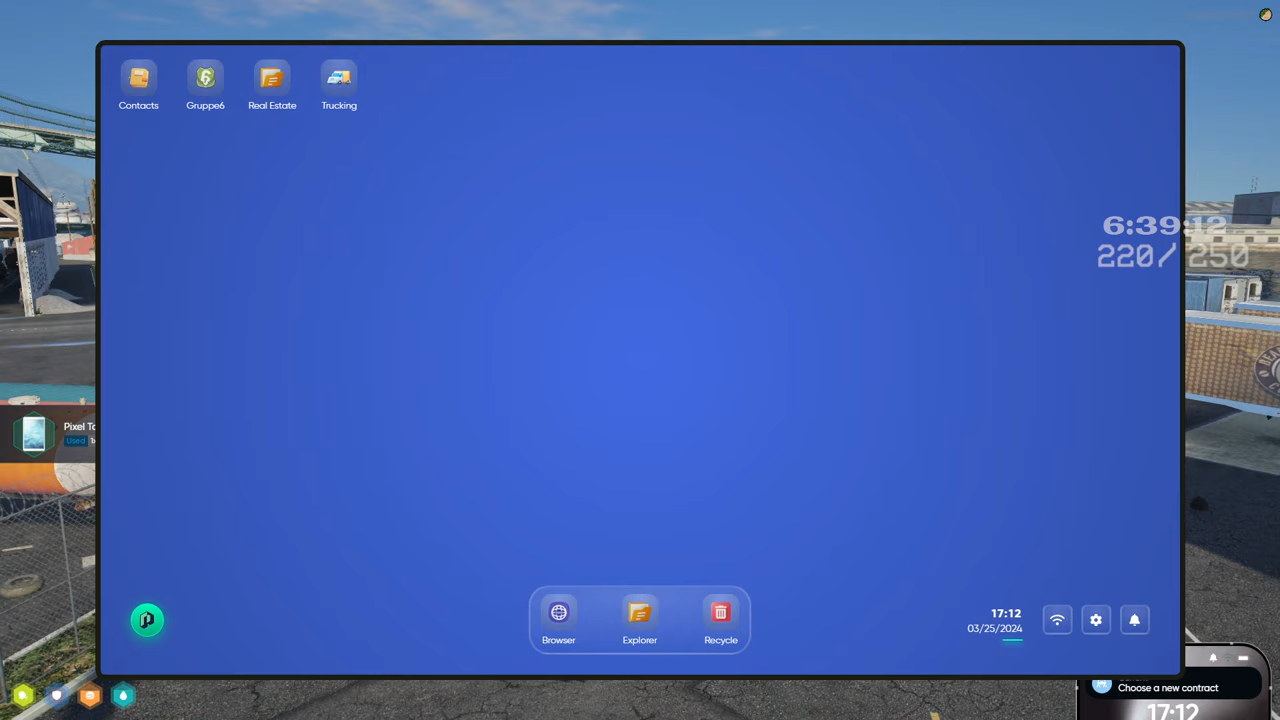 Contacts
Gruppe6
Real Estate
Trucking
6:39:12
220/250
Pixel
Used
Browser
Explorer
Recycle
17:12
03/25/2024
Choose a new contract
17:12